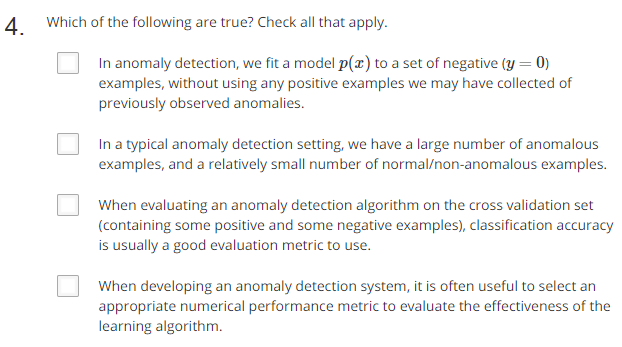 4. Which of the following are true? Check all that apply.
In anomaly detection, we fit a model p(x) to a set of negative (y = 0)
examples, without using any positive examples we may have collected of
previously observed anomalies.
In a typical anomaly detection setting, we have a large number of anomalous
examples, and a relatively small number of normal/non-anomalous examples.
When evaluating an anomaly detection algorithm on the cross validation set
(containing some positive and some negative examples), classification accuracy
is usually a good evaluation metric to use.
When developing an anomaly detection system, it is often useful to select an
appropriate numerical performance metric to evaluate the effectiveness of the
learning algorithm.